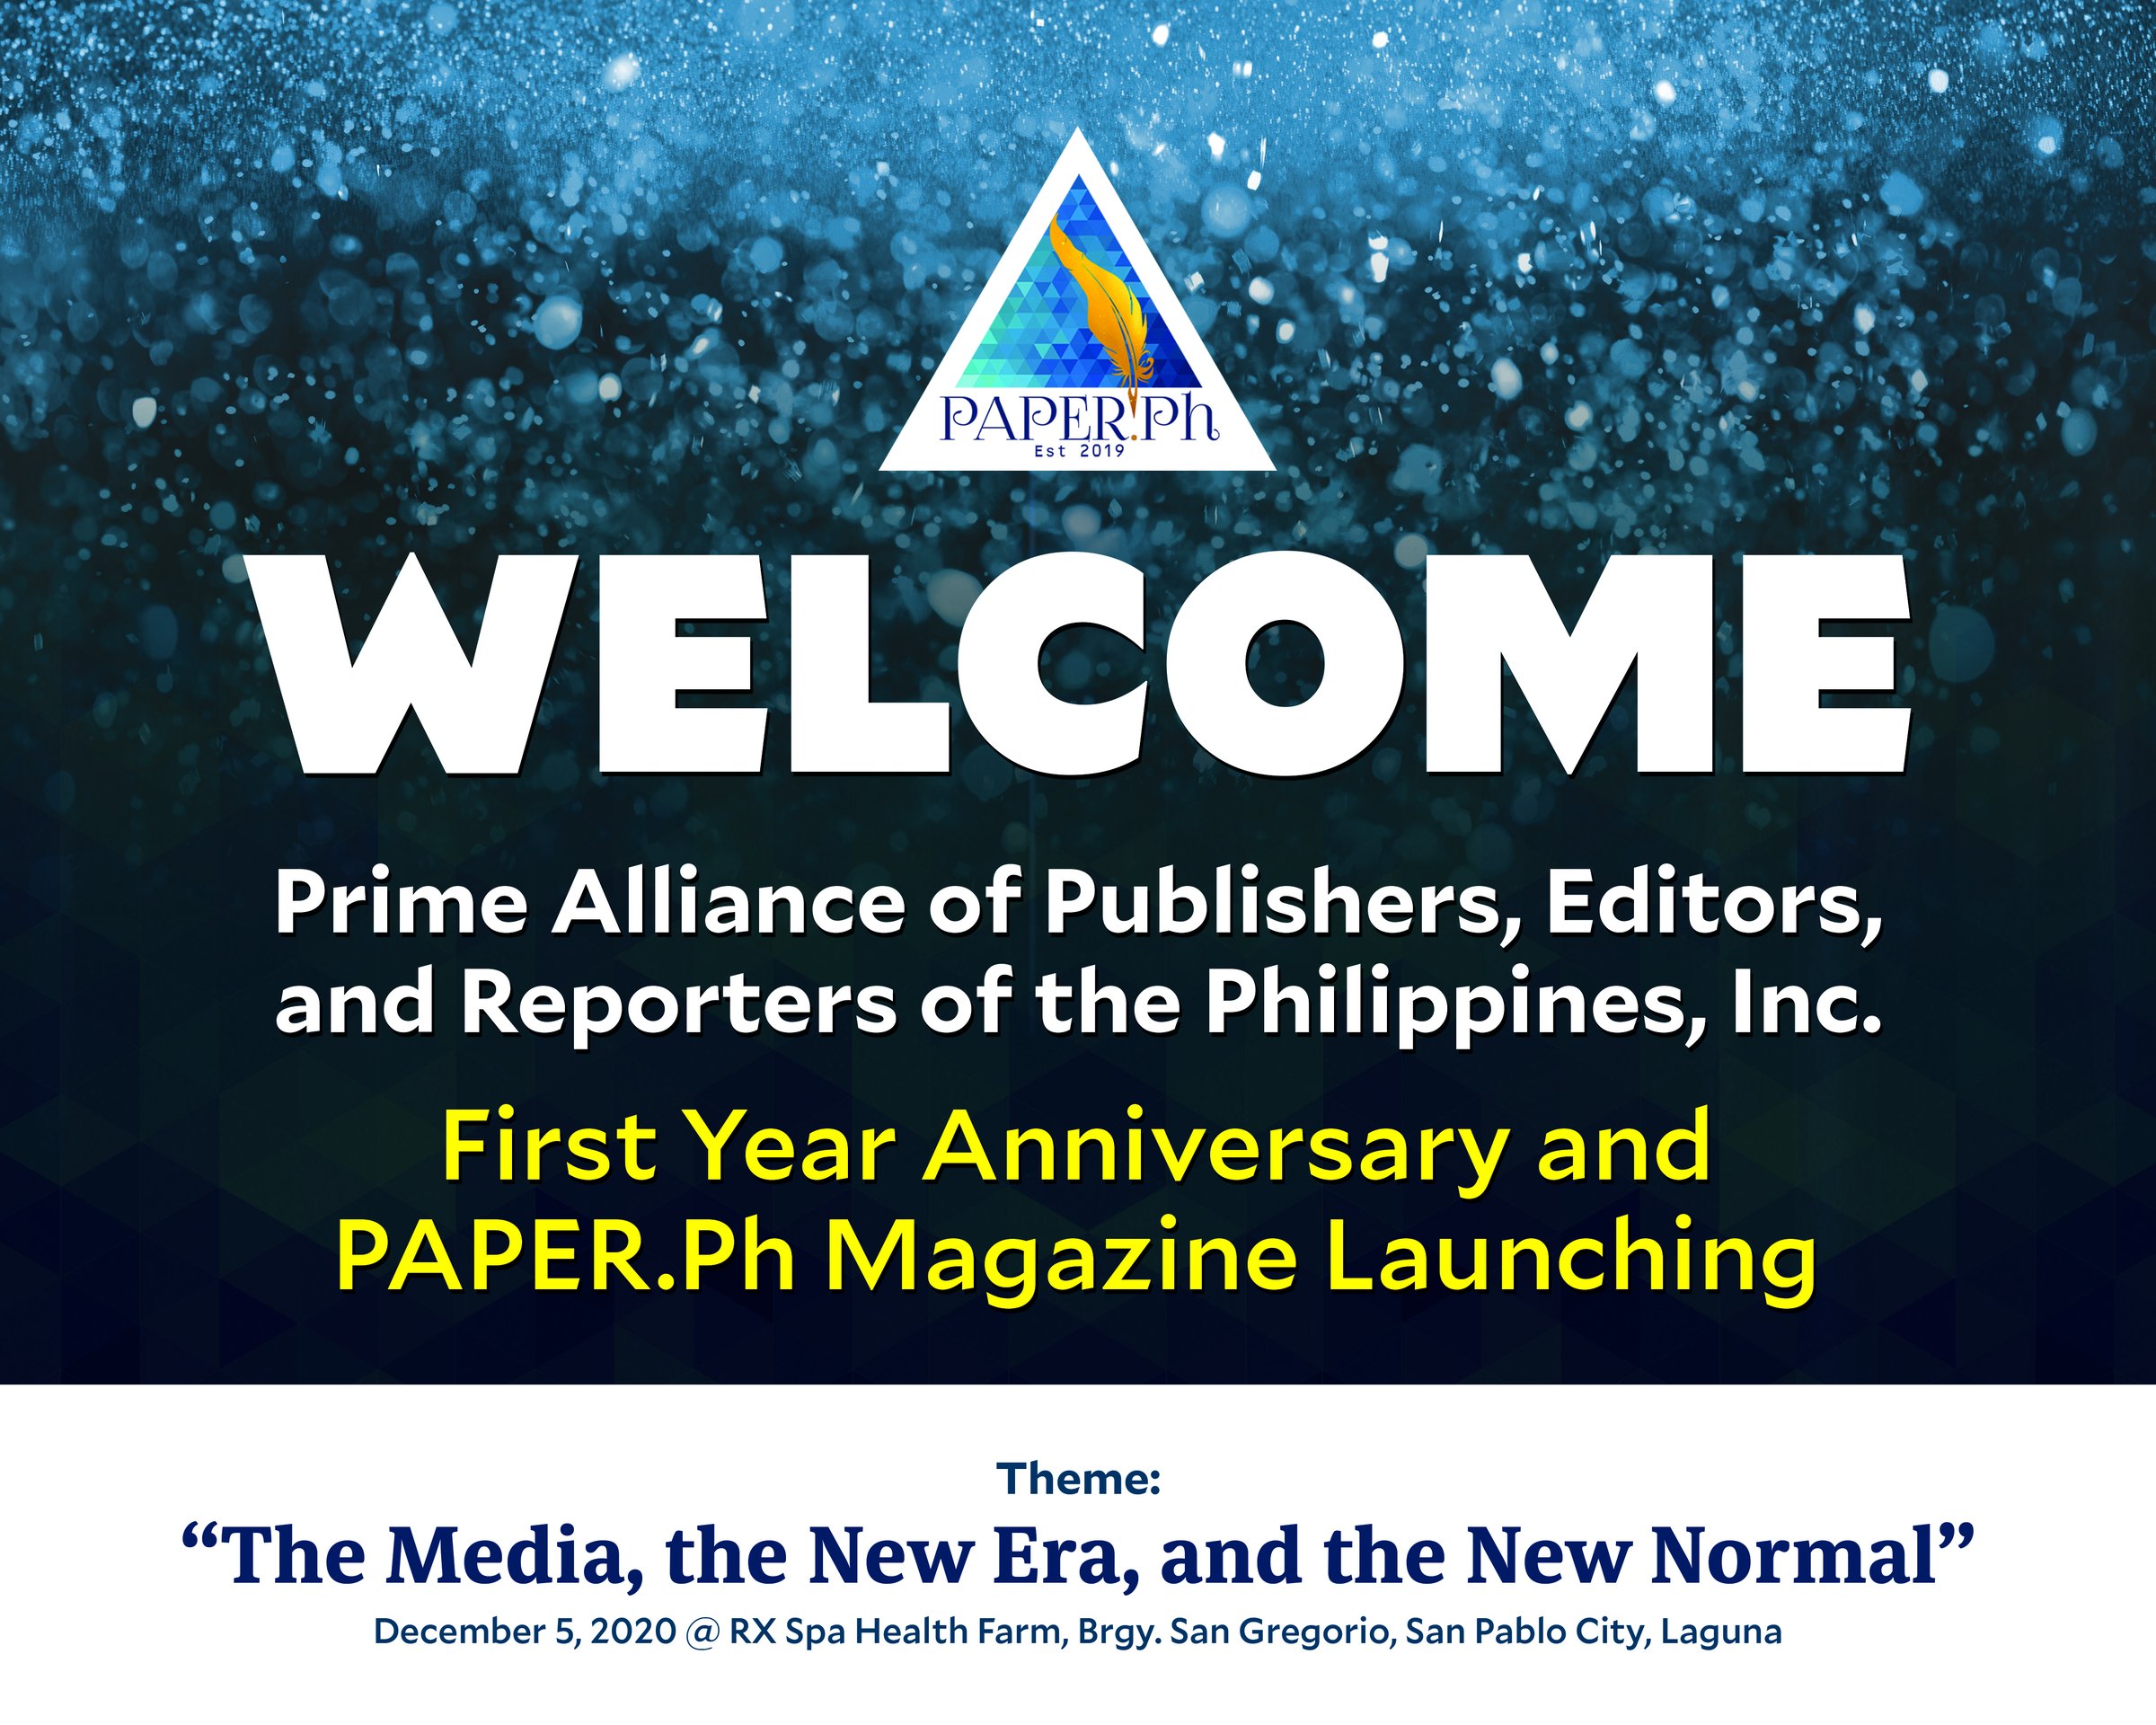 PAPER.Ph
Est 2019
WELCOME
Prime Alliance of Publishers, Editors,
and Reporters of the Philippines, Inc.
First Year Anniversary and
PAPER.Ph Magazine Launching
Theme:
“The Media, the New Era, and the New Normal”
December 5, 2020 @ RX Spa Health Farm, Brgy. San Gregorio, San Pablo City, Laguna